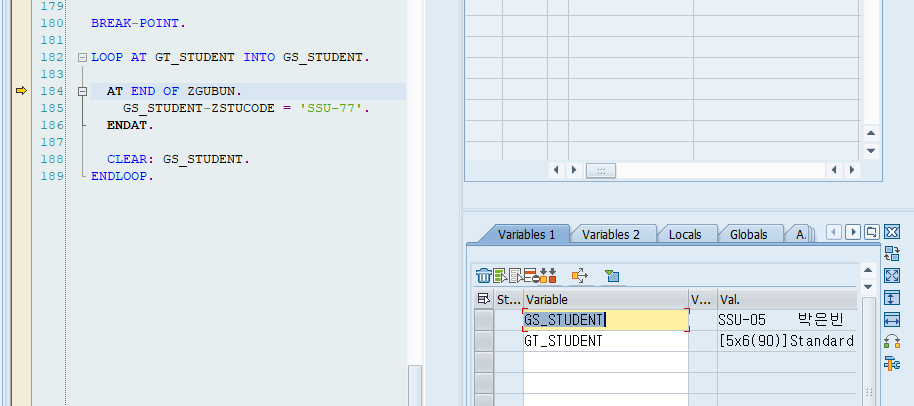 179
180 BREAK-POINT.
181
182 LOOP AT GT_STUDENT INTO GS_STUDENT.
183
184 AT END OF ZGUBUN.
185 GS_STUDENT-ZSTUCODE = 'SSU-77'.
186 ENDAT.
187
188 CLEAR: GS_STUDENT.
189 ENDLOOP.
Variables 1 Variables 2 Locals Globals A.
St... Variable V... Val.
GS_STUDENT SSU-05 박은빈
GT_STUDENT [5x6(90)]Standard